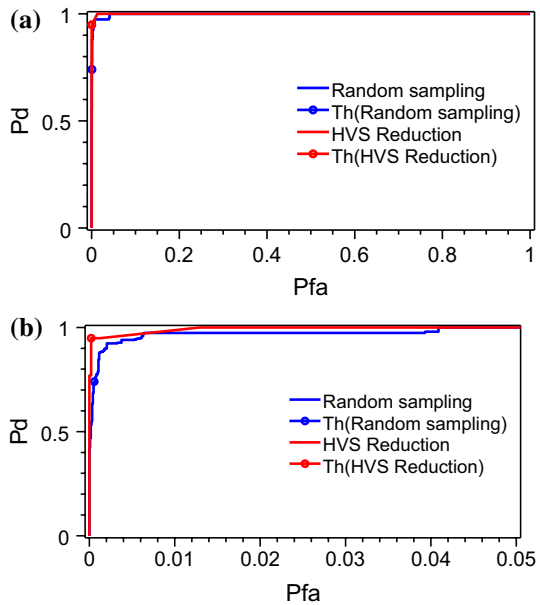 (a)
1
0.5
0
Pd
Random sampling
Th(Random sampling)
HVS Reduction
Th(HVS Reduction)
0 0.2 0.4 0.6 0.8 1
Pfa
(b)
1
0.5
0
Pd
Random sampling
Th(Random sampling)
HVS Reduction
Th(HVS Reduction)
0 0.01 0.02 0.03 0.04 0.05
Pfa